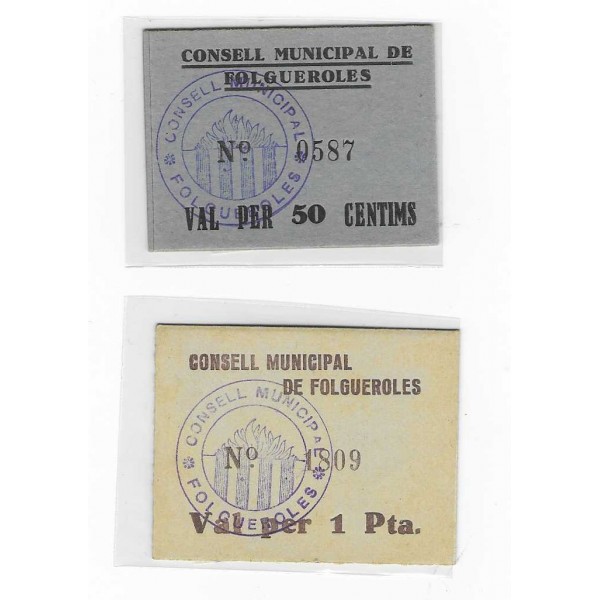 CONSELL MUNICIPAL DE
FOLGUEROLES
CONSELL MUNICIPAL
FOLGUEROLES
Nº 0587
VAL PER 50 CENTIMS
CONSELL MUNICIPAL
DE FOLGUEROLES
CONSELL MUNICIPAL
FOLGUEROLES
Nº 1809
Val per 1 Pta.